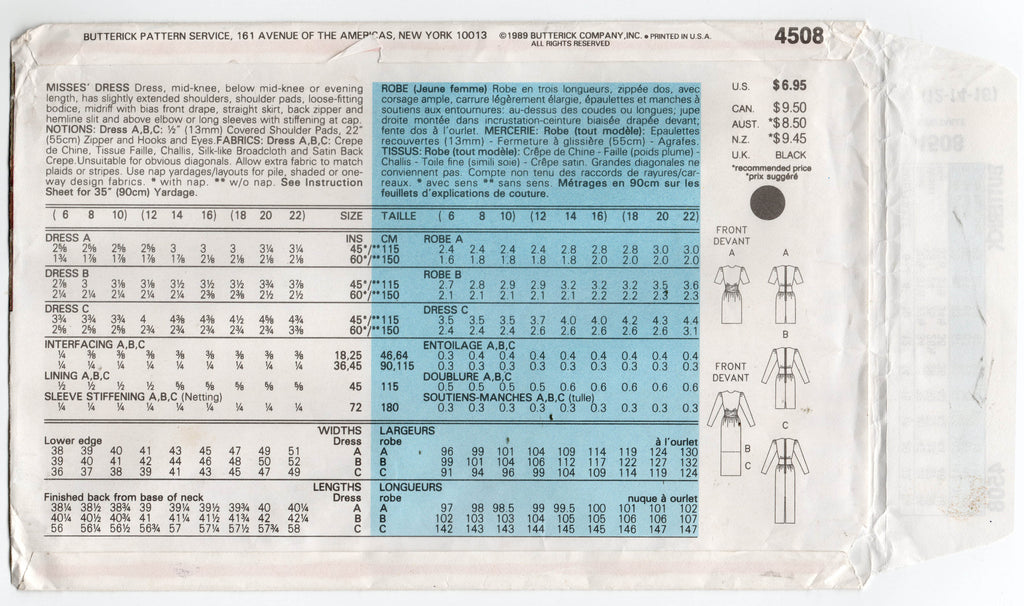 BUTTERICK PATTERN SERVICE, 161 AVENUE OF THE AMERICAS, NEW YORK 10013 ©1989 BUTTERICK COMPANY, INC. • PRINTED IN U.S.A.
ALL RIGHTS RESERVED
4508
MISSES' DRESS Dress, mid-knee, below mid-knee or evening
length, has slightly extended shoulders, shoulder pads, loose-fitting
bodice, midriff with bias front drape, straight skirt, back zipper and
hemline slit and above elbow or long sleeves with stiffening at cap.
NOTIONS: Dress A,B,C: ½" (13mm) Covered Shoulder Pads, 22"
(55cm) Zipper and Hooks and Eyes. FABRICS: Dress A,B,C: Crepe
de Chine, Tissue Faille, Challis, Silk-like Broadcloth and Satin Back
Crepe. Unsuitable for obvious diagonals. Allow extra fabric to match
plaids or stripes. Use nap yardages/layouts for pile, shaded or one-
way design fabrics. * with nap. ** w/o nap. See Instruction
Sheet for 35" (90cm) Yardage.
ROBE (Jeune femme) Robe en trois longueurs, zippée dos, avec
corsage ample, carrure légèrement élargie, épaulettes et manches à
soutiens aux entournures: au-dessus des coudes ou longues; jupe
droite montée dans incrustation-ceinture biaisée drapée devant;
fente dos à l'ourlet. MERCERIE: Robe (tout modèle): Epaulettes
recouvertes (13mm) - Fermeture à glissière (55cm) - Agrafes.
TISSUS: Robe (tout modèle): Crêpe de Chine - Faille (poids plume) -
Challis - Toile fine (simili soie) - Crêpe satin. Grandes diagonales ne
conviennent pas. Compte non tenu des raccords de rayures/car-
reaux. * avec sens ** sans sens. Métrages en 90cm sur les
feuillets d'explications de couture.
U.S. $6.95
CAN. $9.50
AUST. *$8.50
N.Z. *$9.45
U.K. BLACK
*recommended price
*prix suggéré
( 6 8 10) (12 14 16) (18 20 22) SIZE TAILLE ( 6 8 10) (12 14 16) (18 20 22)
DRESS A INS CM ROBE A
2⅝ 2⅝ 2⅝ 2⅝ 3 3 3 3¼ 3¼ 45*/**115 2.4 2.4 2.4 2.4 2.8 2.8 2.8 3.0 3.0
1¾ 1⅞ 1⅞ 1⅞ 1⅞ 2⅛ 2⅛ 2⅛ 2⅛ 60*/**150 1.6 1.8 1.8 1.8 1.8 2.0 2.0 2.0 2.0
DRESS B ROBE B
2⅞ 3 3⅛ 3⅛ 3½ 3½ 3½ 3¾ 3⅞ 45*/**115 2.7 2.8 2.9 2.9 3.2 3.2 3.2 3.5 3.6
2¼ 2¼ 2¼ 2¼ 2¼ 2⅜ 2⅜ 2½ 2½ 60*/**150 2.1 2.1 2.1 2.1 2.1 2.2 2.2 2.3 2.3
DRESS C DRESS C
3¾ 3¾ 3¾ 4 4⅜ 4⅜ 4½ 4⅝ 4¾ 45*/**115 3.5 3.5 3.5 3.7 4.0 4.0 4.2 4.3 4.4
2⅝ 2⅝ 2⅝ 2¾ 2¾ 2¾ 2¾ 2¾ 3⅜ 60*/**150 2.4 2.4 2.4 2.6 2.6 2.6 2.6 2.6 3.1
INTERFACING A,B,C ENTOILAGE A,B,C
¼ ⅜ ⅜ ⅜ ⅜ ⅜ ⅜ ⅜ ⅜ 18,25 46,64 0.3 0.4 0.4 0.4 0.4 0.4 0.4 0.4 0.4
¼ ¼ ¼ ¼ ¼ ¼ ¼ ¼ ¼ 36,45 90,115 0.3 0.3 0.3 0.3 0.3 0.3 0.3 0.3 0.3
LINING A,B,C DOUBLURE A,B,C
½ ½ ½ ½ ⅝ ⅝ ⅝ ⅝ ⅝ 45 115 0.5 0.5 0.5 0.5 0.6 0.6 0.6 0.6 0.6
SLEEVE STIFFENING A,B,C (Netting) SOUTIENS-MANCHES A,B,C (tulle)
¼ ¼ ¼ ¼ ¼ ¼ ¼ ¼ ¼ 72 180 0.3 0.3 0.3 0.3 0.3 0.3 0.3 0.3 0.3
WIDTHS LARGEURS
Lower edge Dress robe à l'ourlet
38 39 40 41 43 45 47 49 51 A A 96 99 101 104 109 114 119 124 130
39 40 41 42 44 46 48 50 52 B B 99 101 104 106 112 117 122 127 132
36 37 38 39 41 43 45 47 49 C C 91 94 96 99 104 109 114 119 124
LENGTHS LONGUEURS
Finished back from base of neck Dress robe nuque à ourlet
38¼ 38½ 38¾ 39 39¼ 39½ 39¾ 40 40¼ A A 97 98 98.5 99 99.5 100 101 101 102
40¼ 40½ 40¾ 41 41¼ 41½ 41¾ 42 42¼ B B 102 103 103 104 105 105 106 106 107
56 56¼ 56½ 56¾ 57 57¼ 57½ 57¾ 58 C C 142 143 143 144 145 145 146 147 147
FRONT
DEVANT
A A
B
FRONT
DEVANT
C
B
C